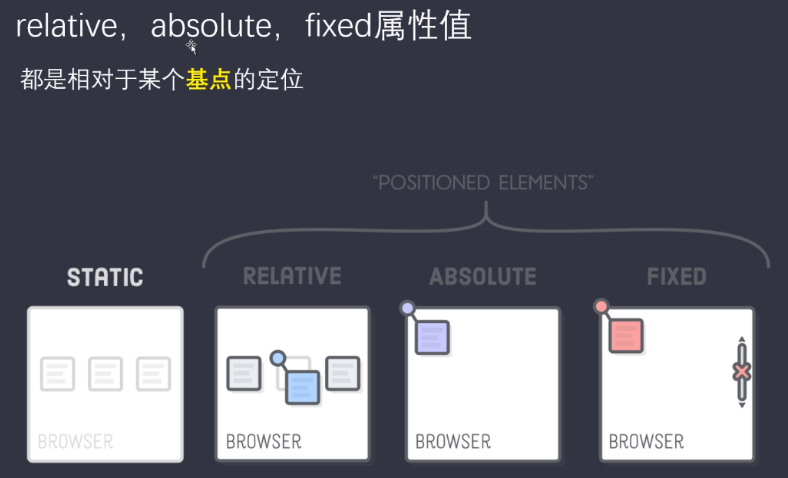 relative，absolute，fixed属性值
都是相对于某个基点的定位
“POSITIONED ELEMENTS”
STATIC
RELATIVE
ABSOLUTE
FIXED
BROWSER
BROWSER
BROWSER
BROWSER